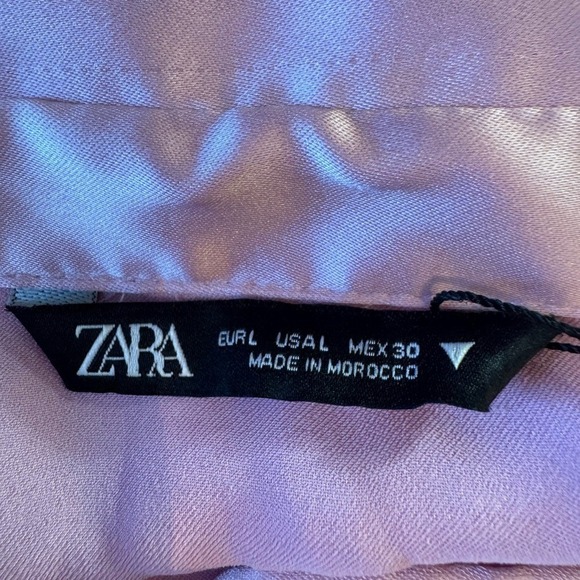 ZARA
EUR L USA L MEX 30
MADE IN MOROCCO